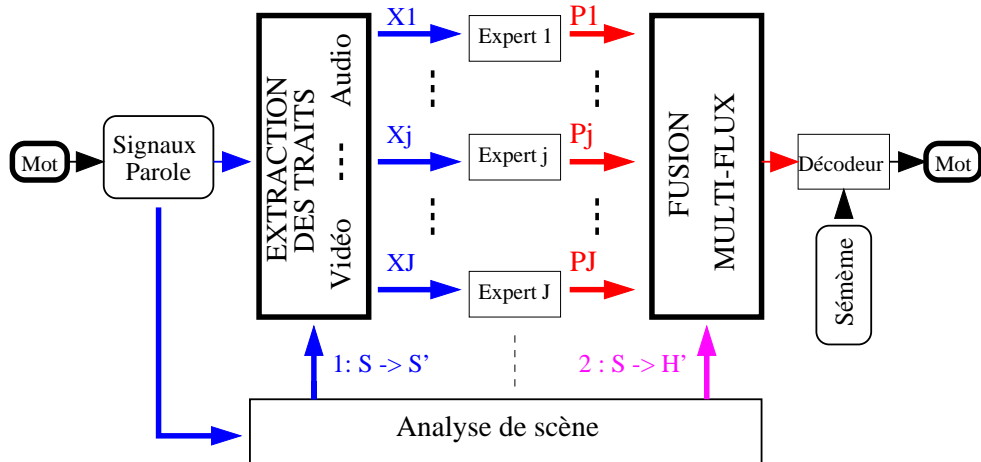 Mot
Signaux
Parole
EXTRACTION
DES TRAITS
Vidéo
Audio
X1
Xj
XJ
Expert 1
Expert j
Expert J
P1
Pj
PJ
FUSION
MULTI-FLUX
Décodeur
Mot
Sémème
1: S -> S’
2 : S -> H’
Analyse de scène